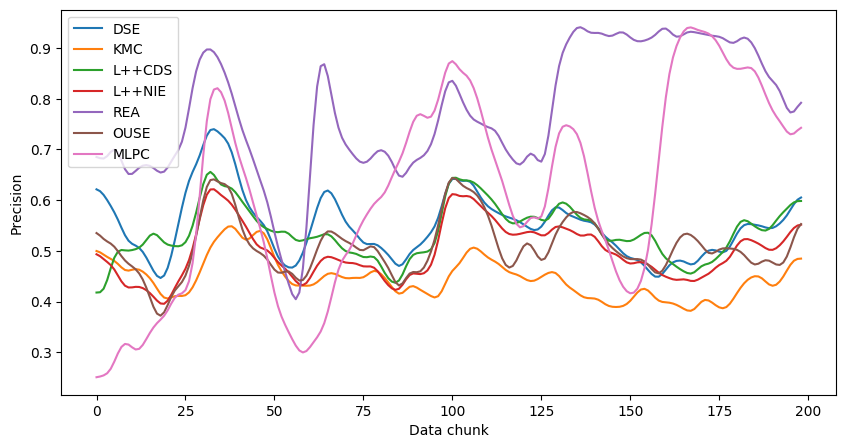 DSE
KMC
L++CDS
L++NIE
REA
OUSE
MLPC
Precision
0.9
0.8
0.7
0.6
0.5
0.4
0.3
0 25 50 75 100 125 150 175 200
Data chunk